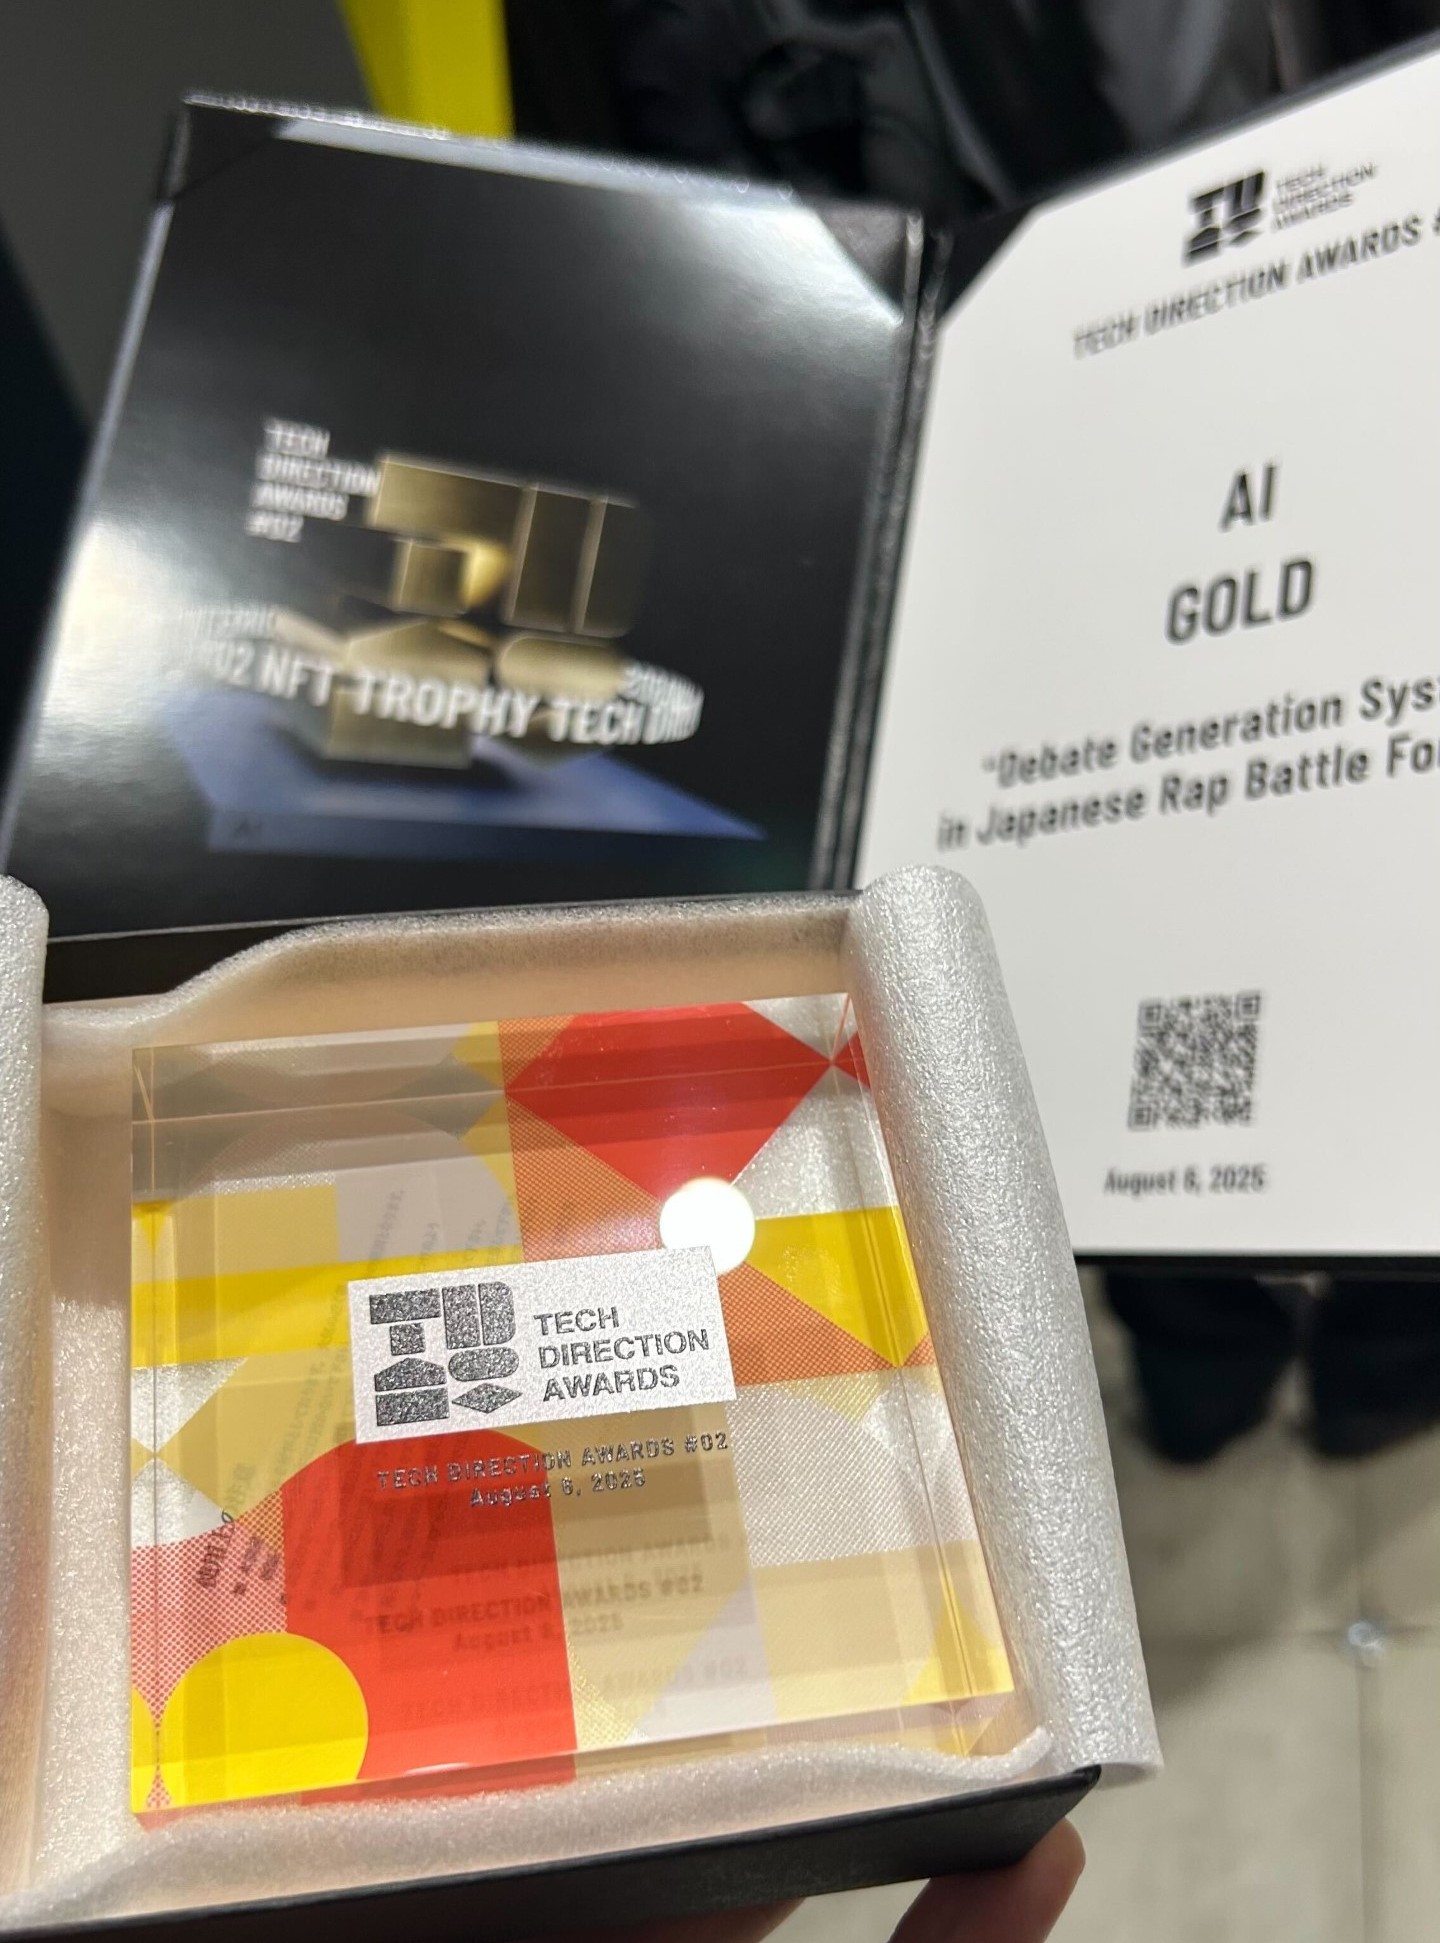 TECH
DIRECTION
AWARDS
#02
#02 NFT TROPHY TECH
TECH
DIRECTION
AWARDS
TECH DIRECTION AWARDS
AI
GOLD
"Debate Generation
in Japanese Rap Battle
August 6, 2025
TECH
DIRECTION
AWARDS
TECH DIRECTION AWARDS #02
August 6, 2025
TECH DIRECTION AWARDS #02
August 6, 2025